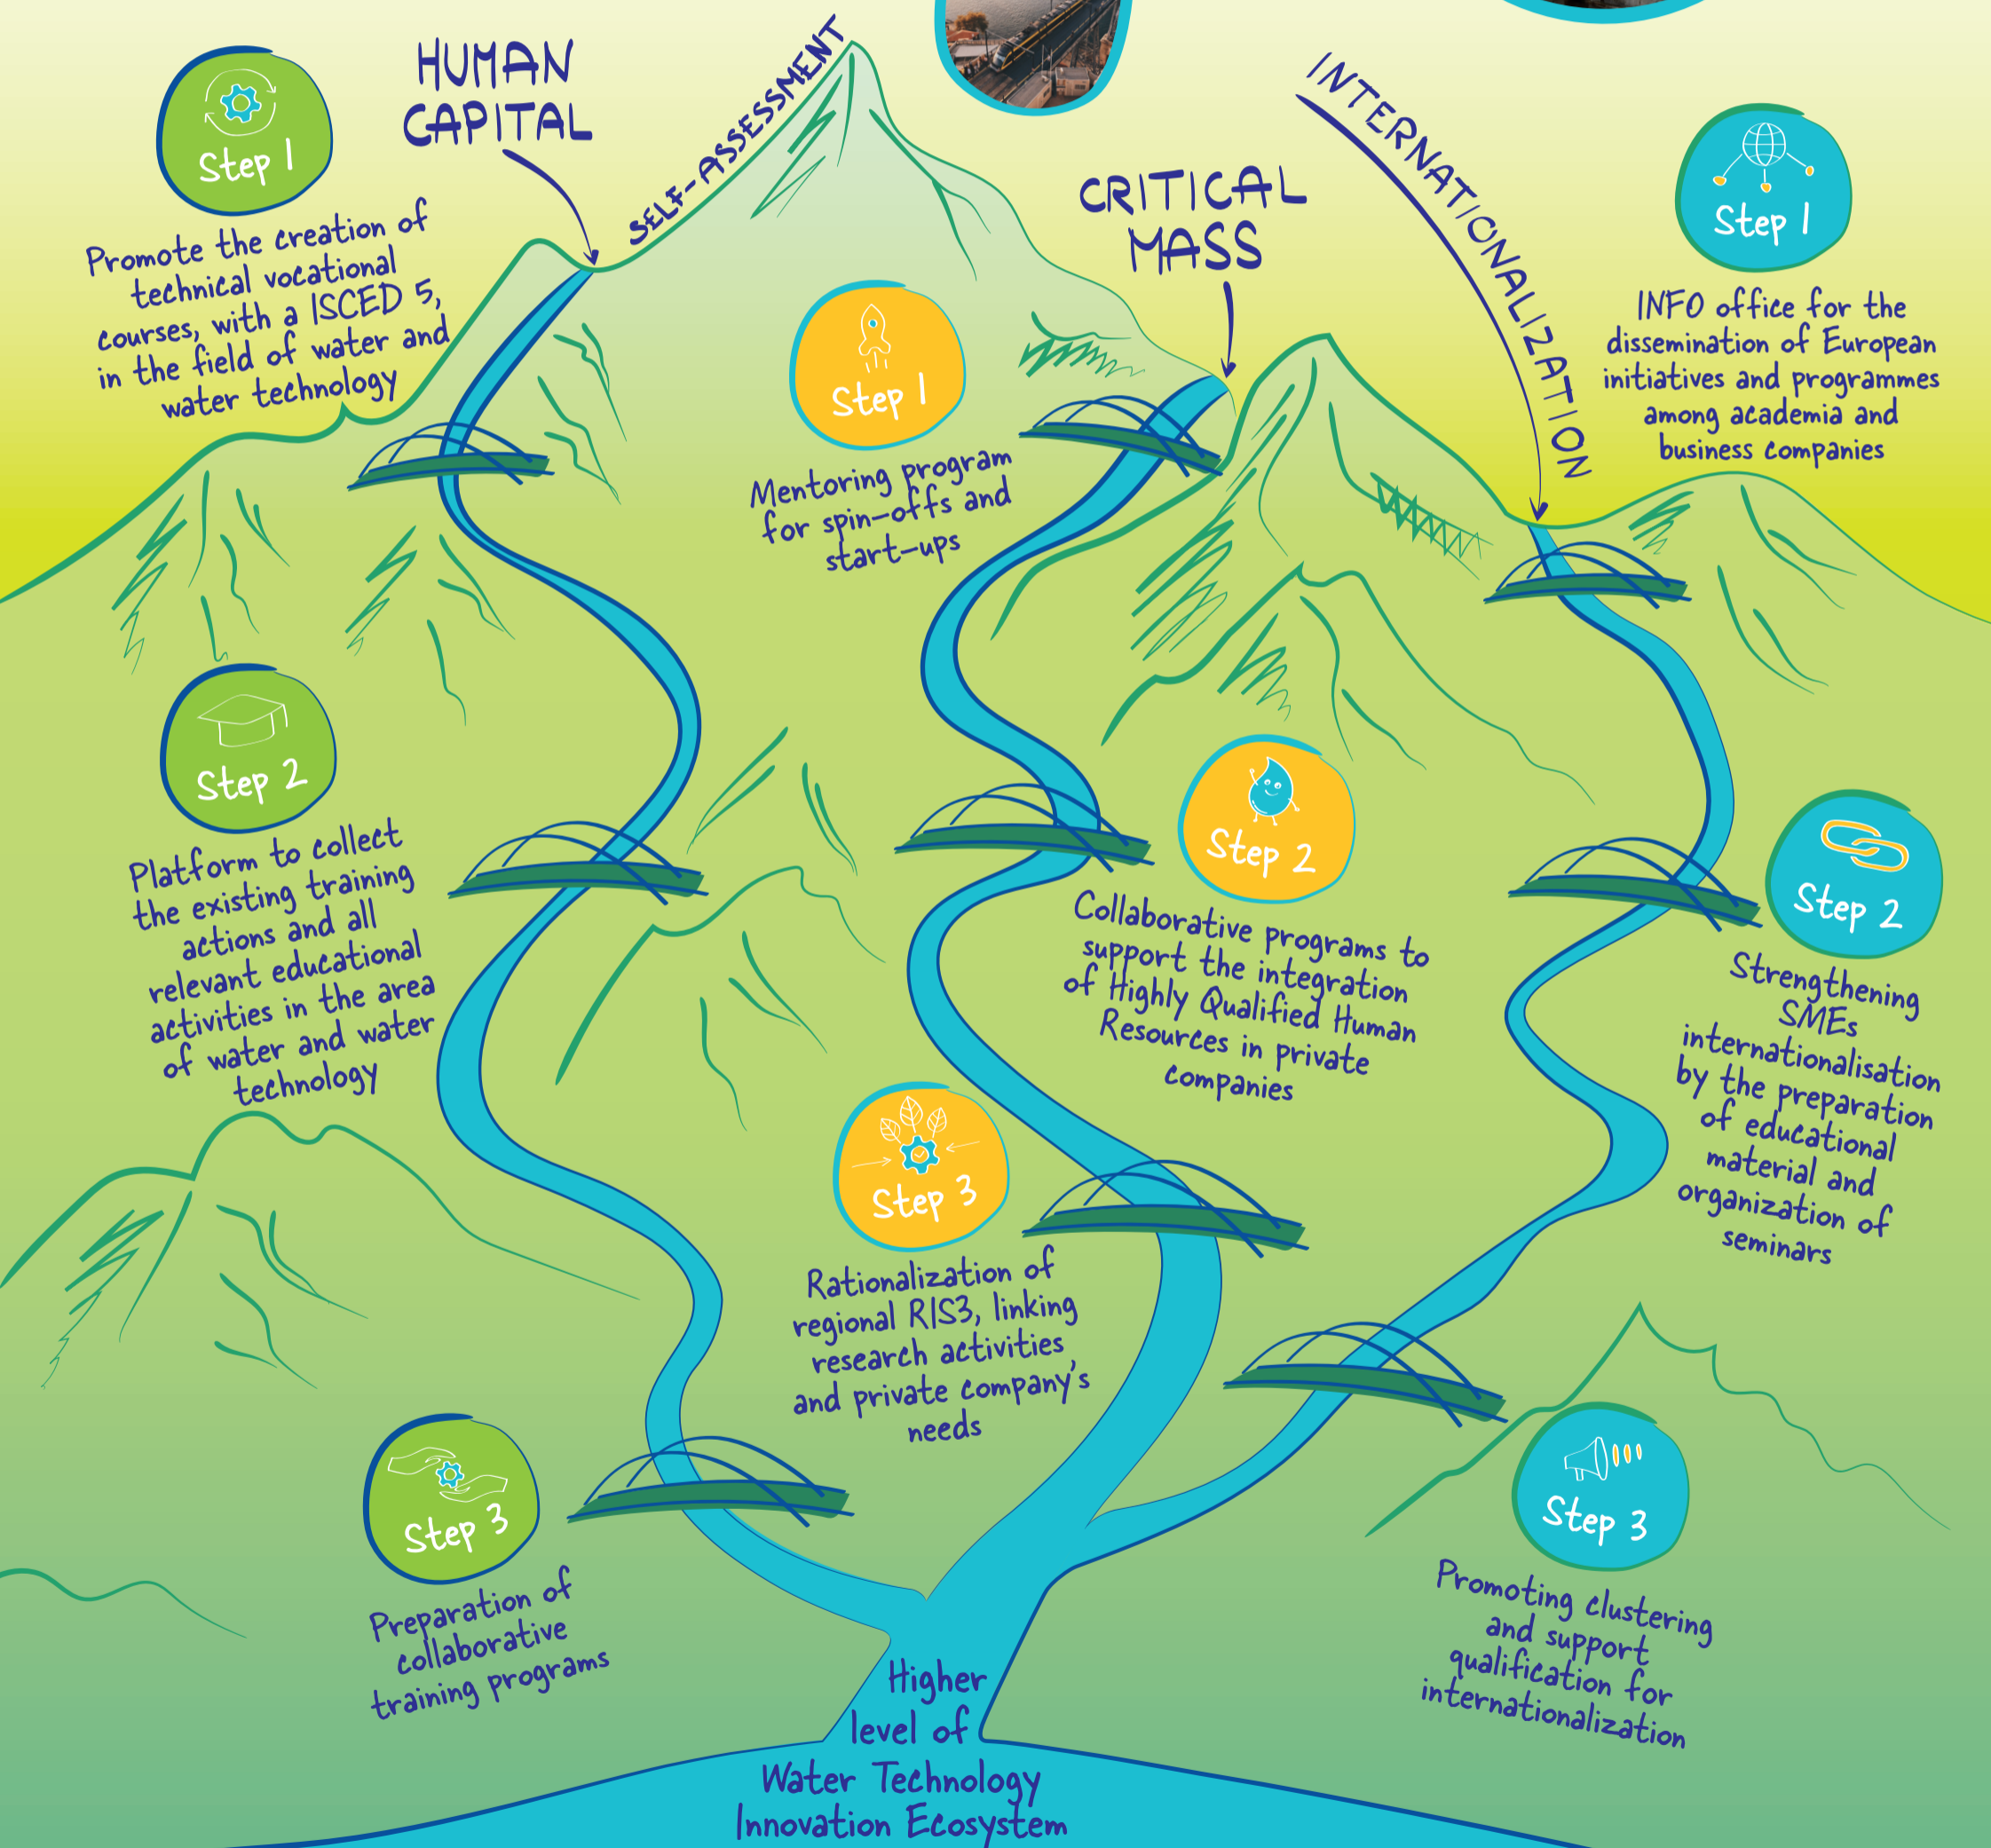 HUMAN
CAPITAL
SELF-ASSESSMENT
CRITICAL
MASS
INTERNATIONALIZATION
Step 1
Promote the creation of
technical vocational
courses, with a ISCED 5,
in the field of water and
water technology
Step 2
Platform to collect
the existing training
actions and all
relevant educational
activities in the area
of water and water
technology
Step 3
Preparation of
collaborative
training programs
Step 1
Mentoring program
for spin-offs and
start-ups
Step 2
Collaborative programs to
support the integration
of Highly Qualified Human
Resources in private
companies
Step 3
Rationalization of
regional RIS3, linking
research activities
and private company's
needs
Step 1
INFO office for the
dissemination of European
initiatives and programmes
among academia and
business companies
Step 2
Strengthening
SMEs
internationalisation
by the preparation
of educational
material and
organization of
seminars
Step 3
Promoting clustering
and support
qualification for
internationalization
Higher
level of
Water Technology
Innovation Ecosystem